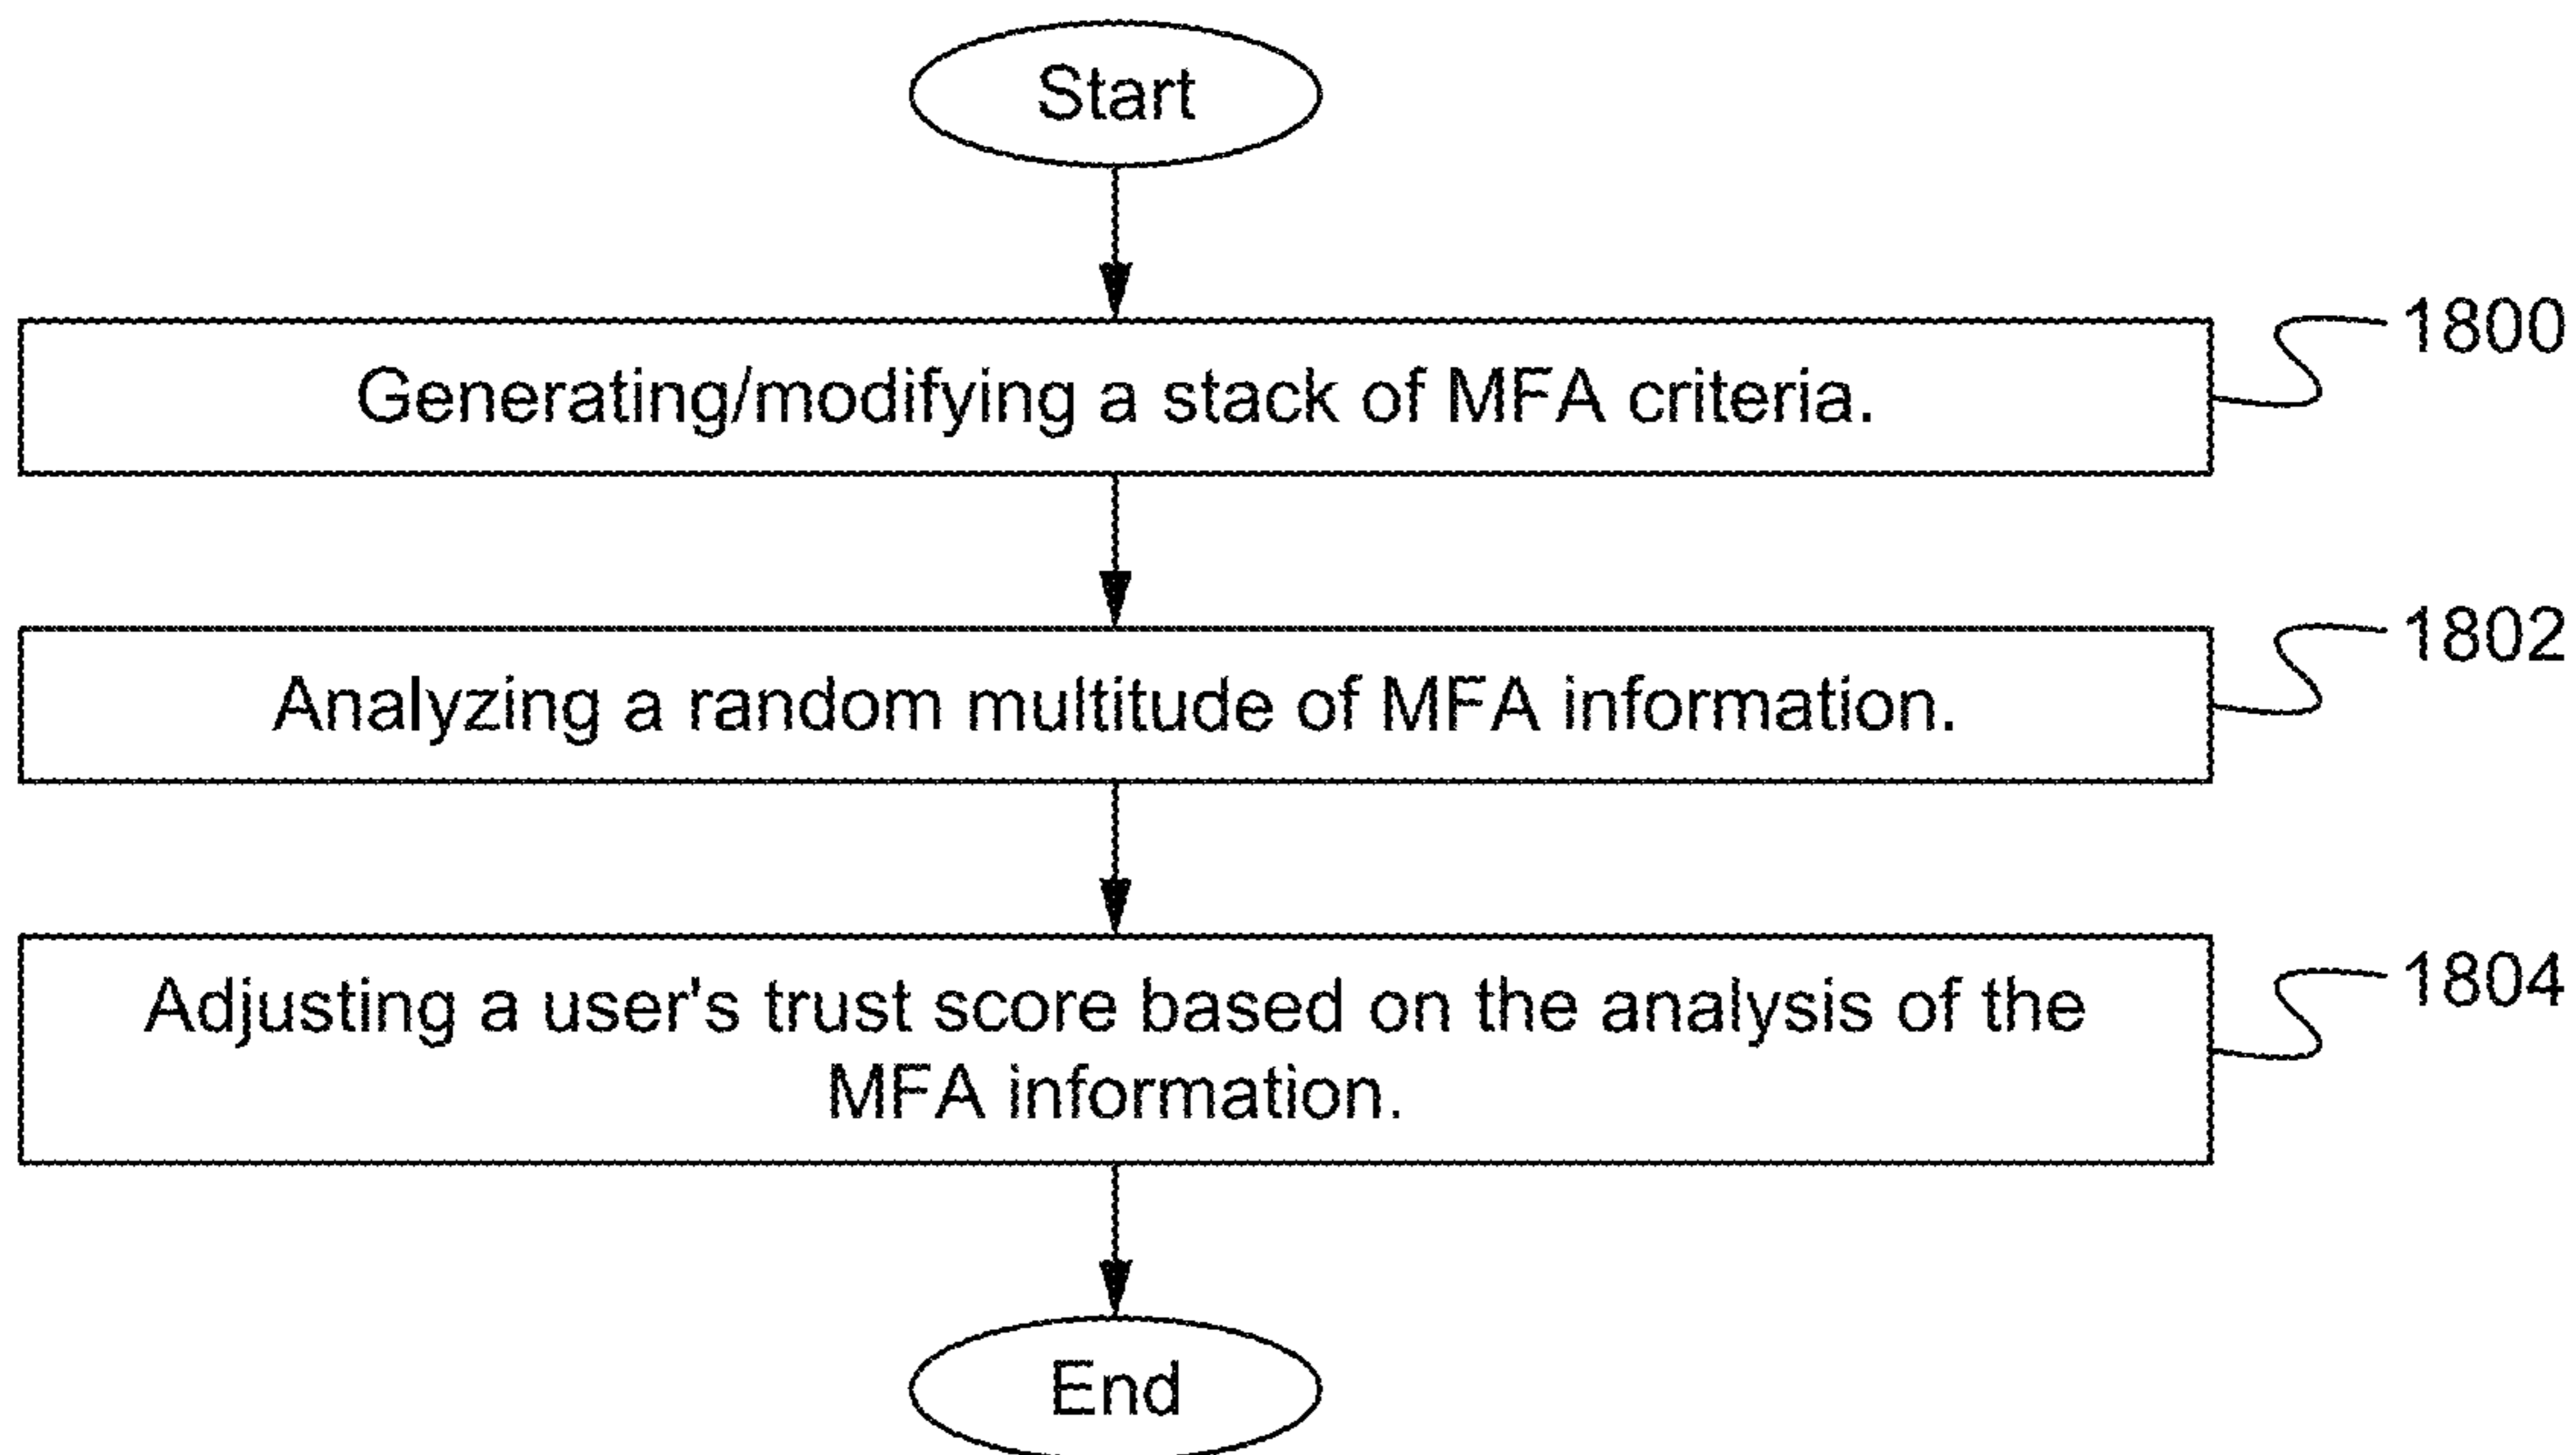 Start
Generating/modifying a stack of MFA criteria.
1800
Analyzing a random multitude of MFA information.
1802
Adjusting a user's trust score based on the analysis of the
MFA information.
1804
End